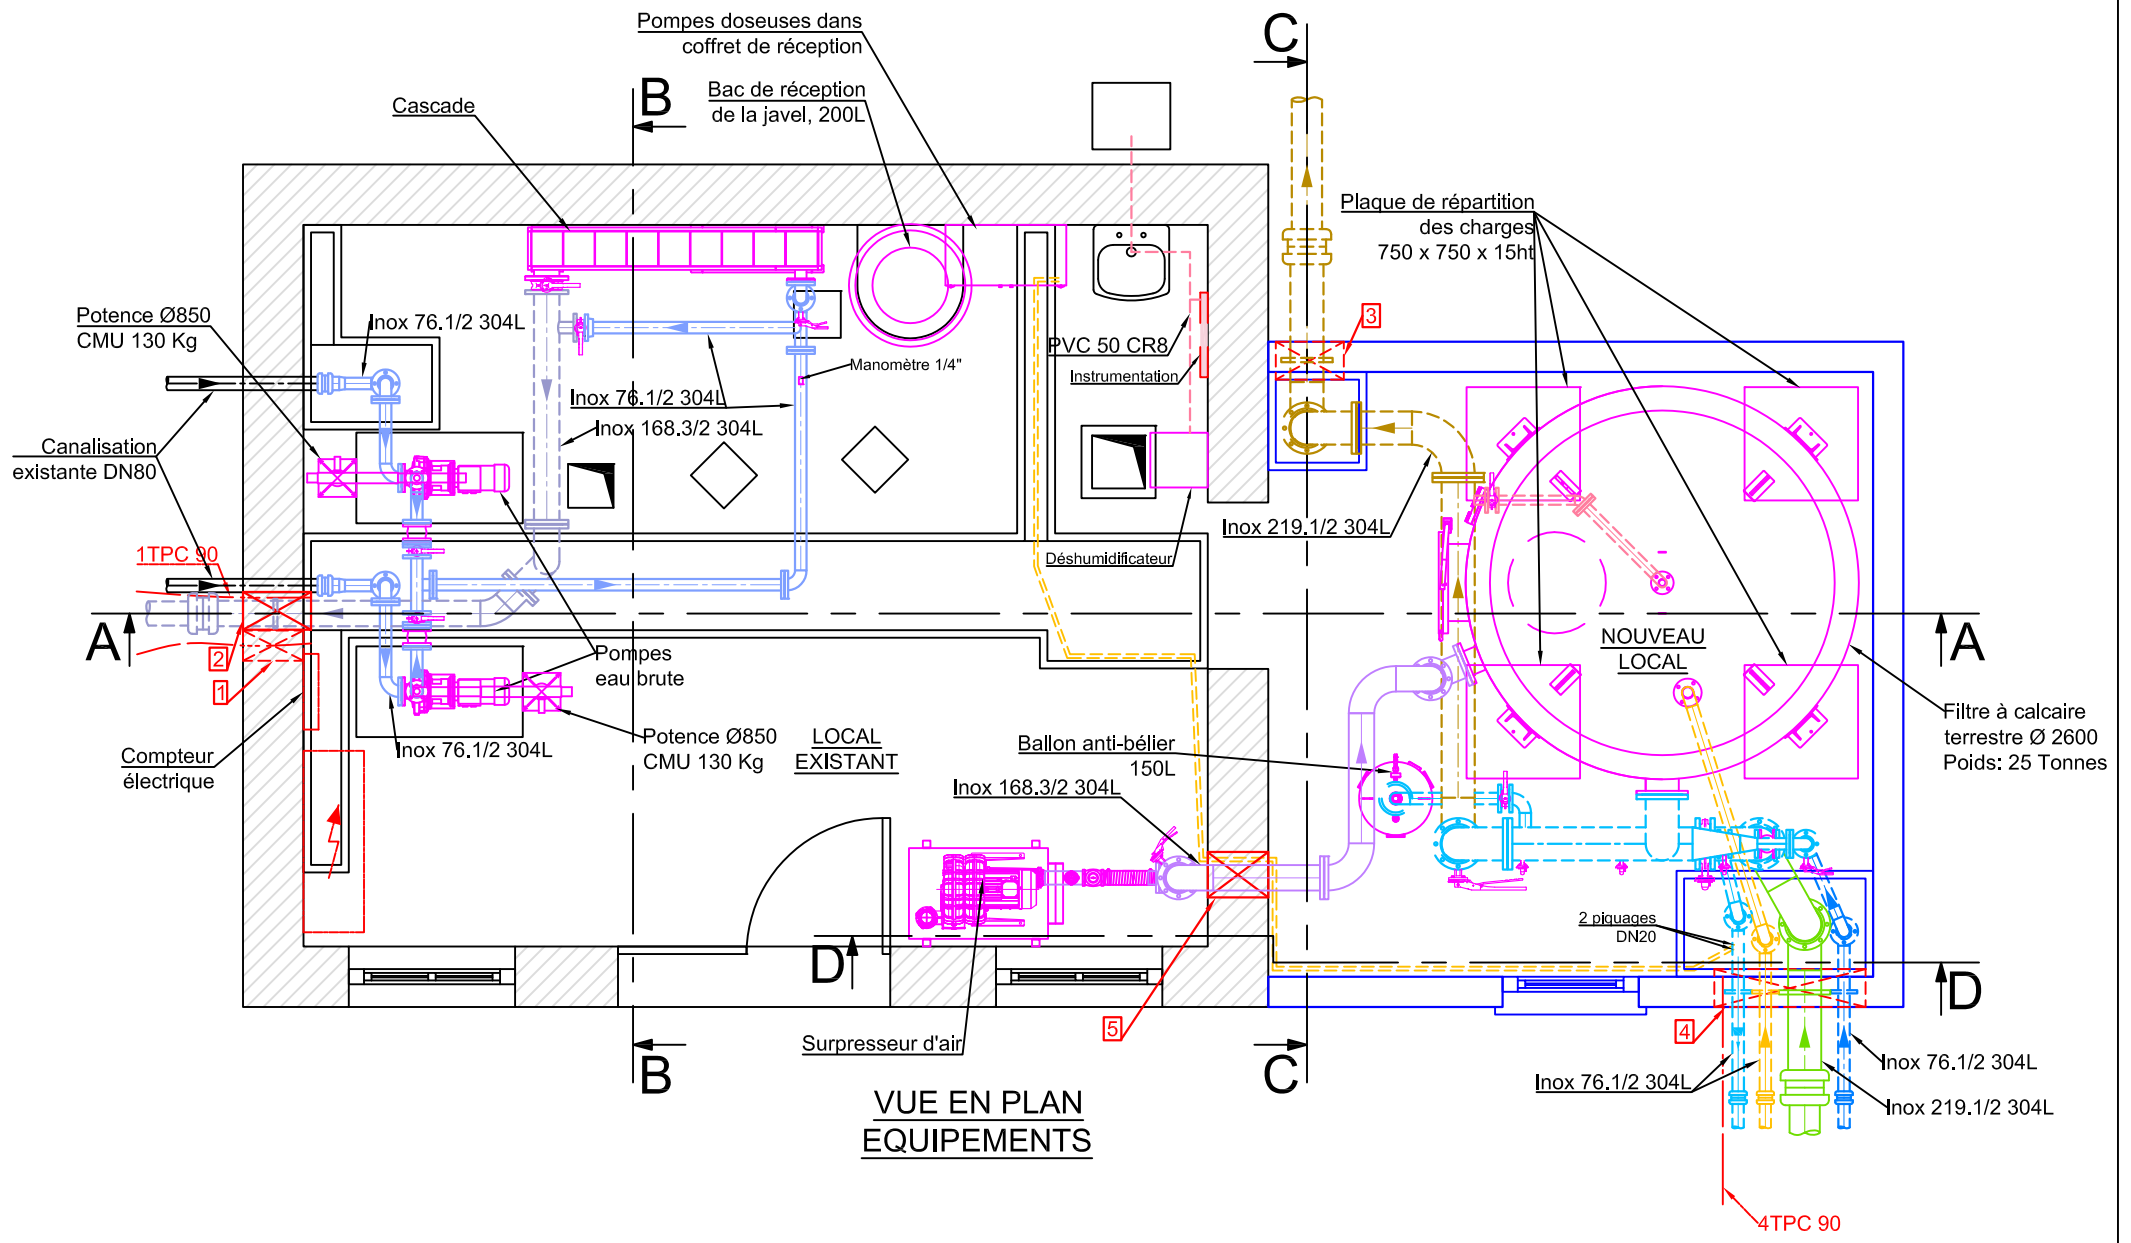 Pompes doseuses dans
coffret de réception
C
Bac de réception
de la javel, 200L
Cascade
B
Plaque de répartition
des charges
750 x 750 x 15ht
Potence Ø850
CMU 130 Kg
Inox 76.1/2 304L
3
PVC 50 CR8
Manomètre 1/4"
Instrumentation
Inox 76.1/2 304L
Inox 168.3/2 304L
Canalisation
existante DN80
Inox 219.1/2 304L
1TPC 90
Déshumidificateur
A
A
2
1
NOUVEAU
LOCAL
Pompes
eau brute
Compteur
électrique
Inox 76.1/2 304L
Potence Ø850
CMU 130 Kg
LOCAL
EXISTANT
Ballon anti-bélier
150L
Inox 168.3/2 304L
Filtre à calcaire
terrestre Ø 2600
Poids: 25 Tonnes
2 piquages
DN20
D
D
5
4
Surpresseur d'air
B
C
Inox 76.1/2 304L
Inox 76.1/2 304L
Inox 219.1/2 304L
VUE EN PLAN
EQUIPEMENTS
4TPC 90